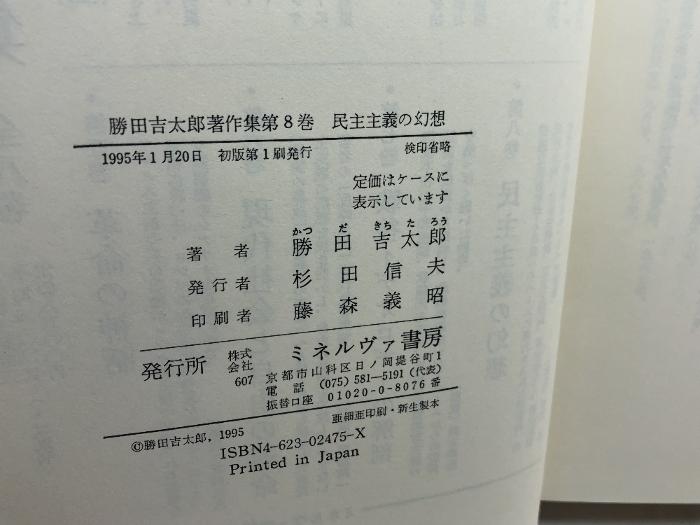 勝田吉太郎著作集第8巻 民主主義の幻想
1995年1月20日 初版第1刷発行 検印省略
定価はケースに
表示しています
かつ だ きち た ろう
著者 勝田吉太郎
発行者 杉田信夫
印刷者 藤森義昭
発行所 株式会社 ミネルヴァ書房
607 京都市山科区日ノ岡堤谷町1
電話 (075)581―5191(代表)
振替口座 01020-0-8076番
亜細亜印刷・新生製本
©勝田吉太郎, 1995
ISBN4-623-02475-X
Printed in Japan